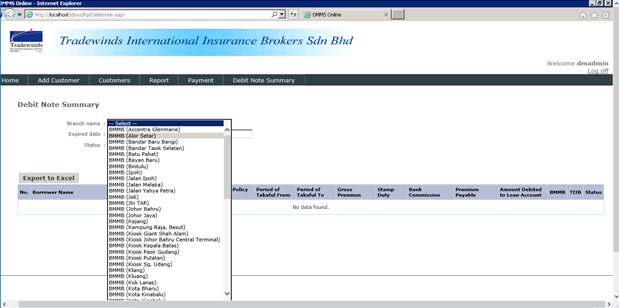 DMMS Online - Internet Explorer
http://localhost/dnss/RptDebitnote.aspx
DMMS Online
Tradewinds
Tradewinds International Insurance Brokers Sdn Bhd
Welcome dmadmin
Log off
Home Add Customer Customers Report Payment Debit Note Summary
Debit Note Summary
Branch name :
Expired date :
Status :
-- Select --
BMMB (Accentra Glenmarie)
BMMB (Alor Setar)
BMMB (Bandar Baru Bangi)
BMMB (Bandar Tasik Selatan)
BMMB (Batu Pahat)
BMMB (Bayan Baru)
BMMB (Bintulu)
BMMB (Ipoh)
BMMB (Jalan Ipoh)
BMMB (Jalan Melaka)
BMMB (Jalan Yahya Petra)
BMMB (Jeli)
BMMB (Jln TAR)
BMMB (Johor Bahru)
BMMB (Johor Jaya)
BMMB (Kajang)
BMMB (Kampung Raja, Besut)
BMMB (Kiosk Giant Shah Alam)
BMMB (Kiosk Johor Bahru Central Terminal)
BMMB (Kiosk Kepala Batas)
BMMB (Kiosk Pasir Gudang)
BMMB (Kiosk Putatan)
BMMB (Kiosk Sg. Udang)
BMMB (Klang)
BMMB (Kluang)
BMMB (Kok Lanas)
BMMB (Kota Bharu)
BMMB (Kota Kinabalu)
Export to Excel
No. Borrower Name Policy Period of Takaful From Period of Takaful To Gross Premium Stamp Duty Bank Commission Premium Payable Amount Debited to Loan Account BMMB TIIB Status
No data found.